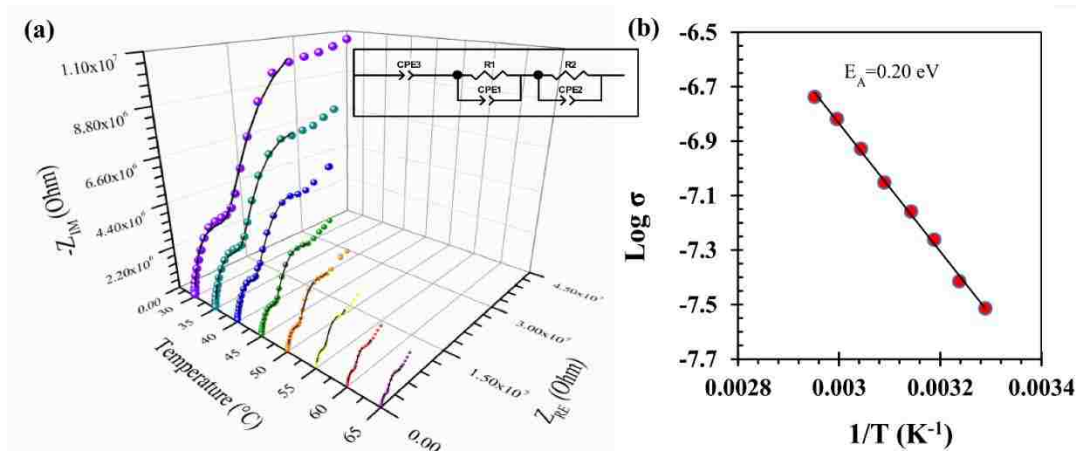 (a)
1.10x10⁷
8.80x10⁶
6.60x10⁶
4.40x10⁶
2.20x10⁶
0.00
-Z_IM (Ohm)
30
35
40
45
50
55
60
65
Temperature (°C)
0.00
1.50x10⁷
3.00x10⁷
4.50x10⁷
Z_RE (Ohm)
CPE3
R1
R2
CPE1
CPE2
(b)
-6.5
-6.7
-6.9
-7.1
-7.3
-7.5
-7.7
Log σ
E_A=0.20 eV
0.0028
0.003
0.0032
0.0034
1/T (K⁻¹)